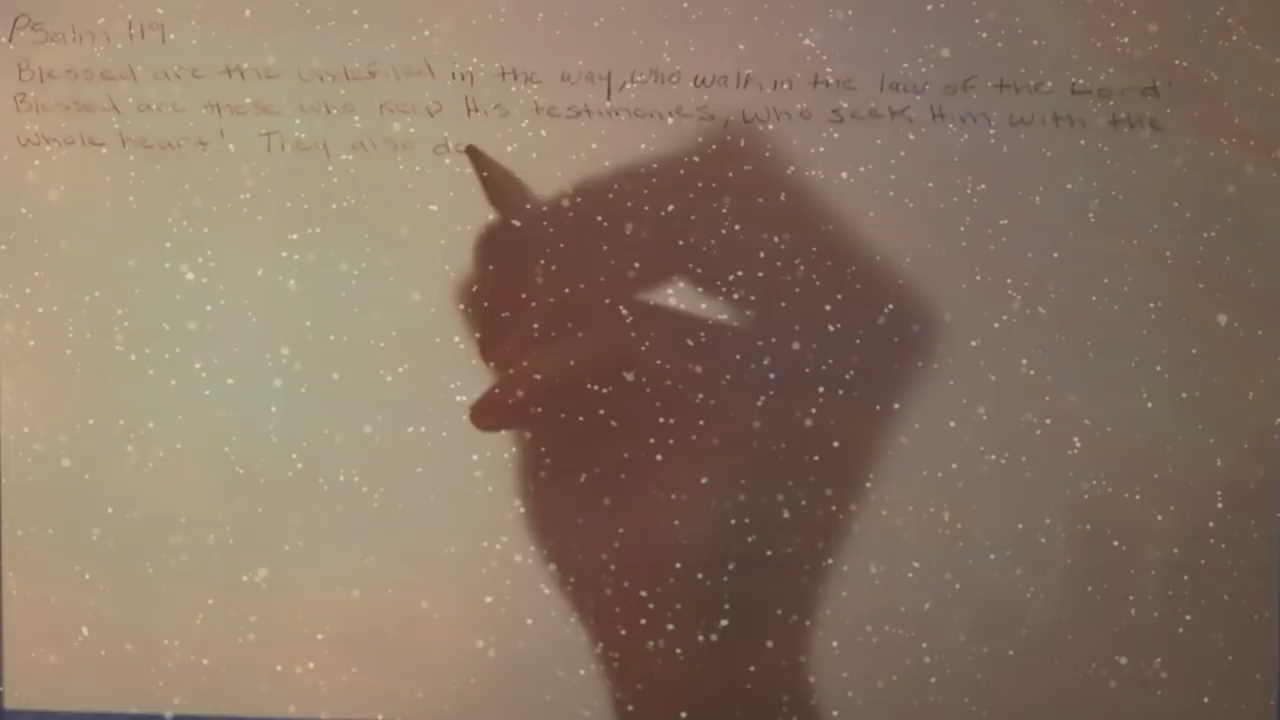 Psalm 119
Blessed are the undefiled in the way, who walk in the law of the Lord!
Blessed are those who keep His testimonies, who seek Him with the
whole heart! They also do